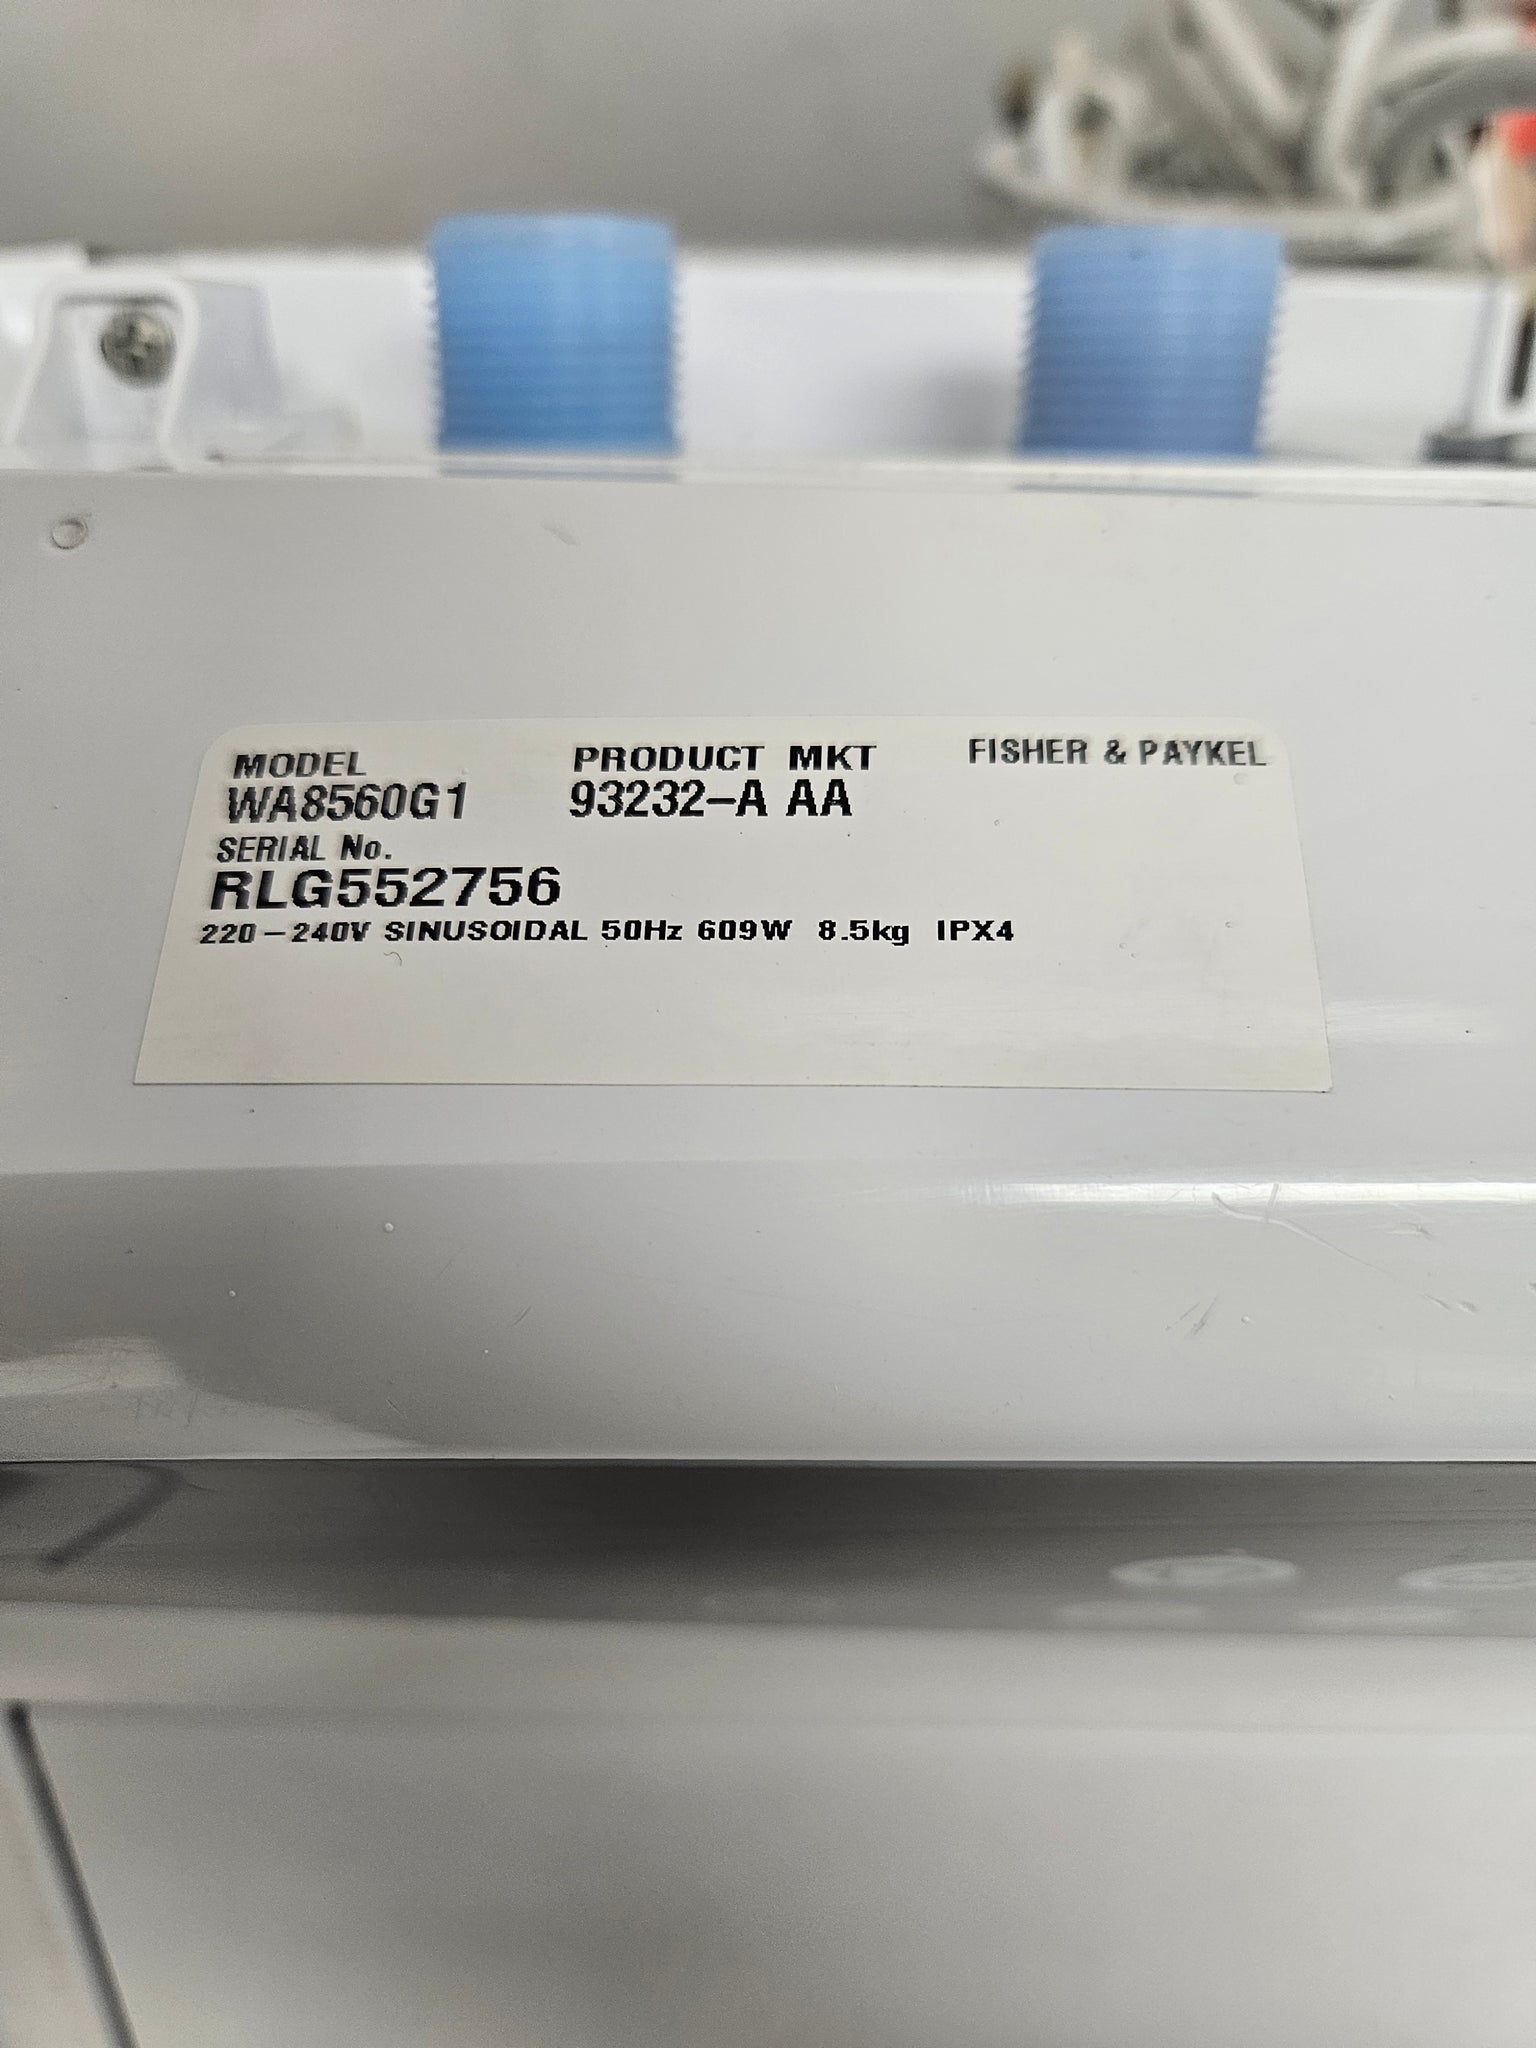 MODEL PRODUCT MKT FISHER & PAYKEL
WA8560G1 93232-A AA
SERIAL No.
RLG552756
220-240V SINUSOIDAL 50Hz 609W 8.5kg IPX4